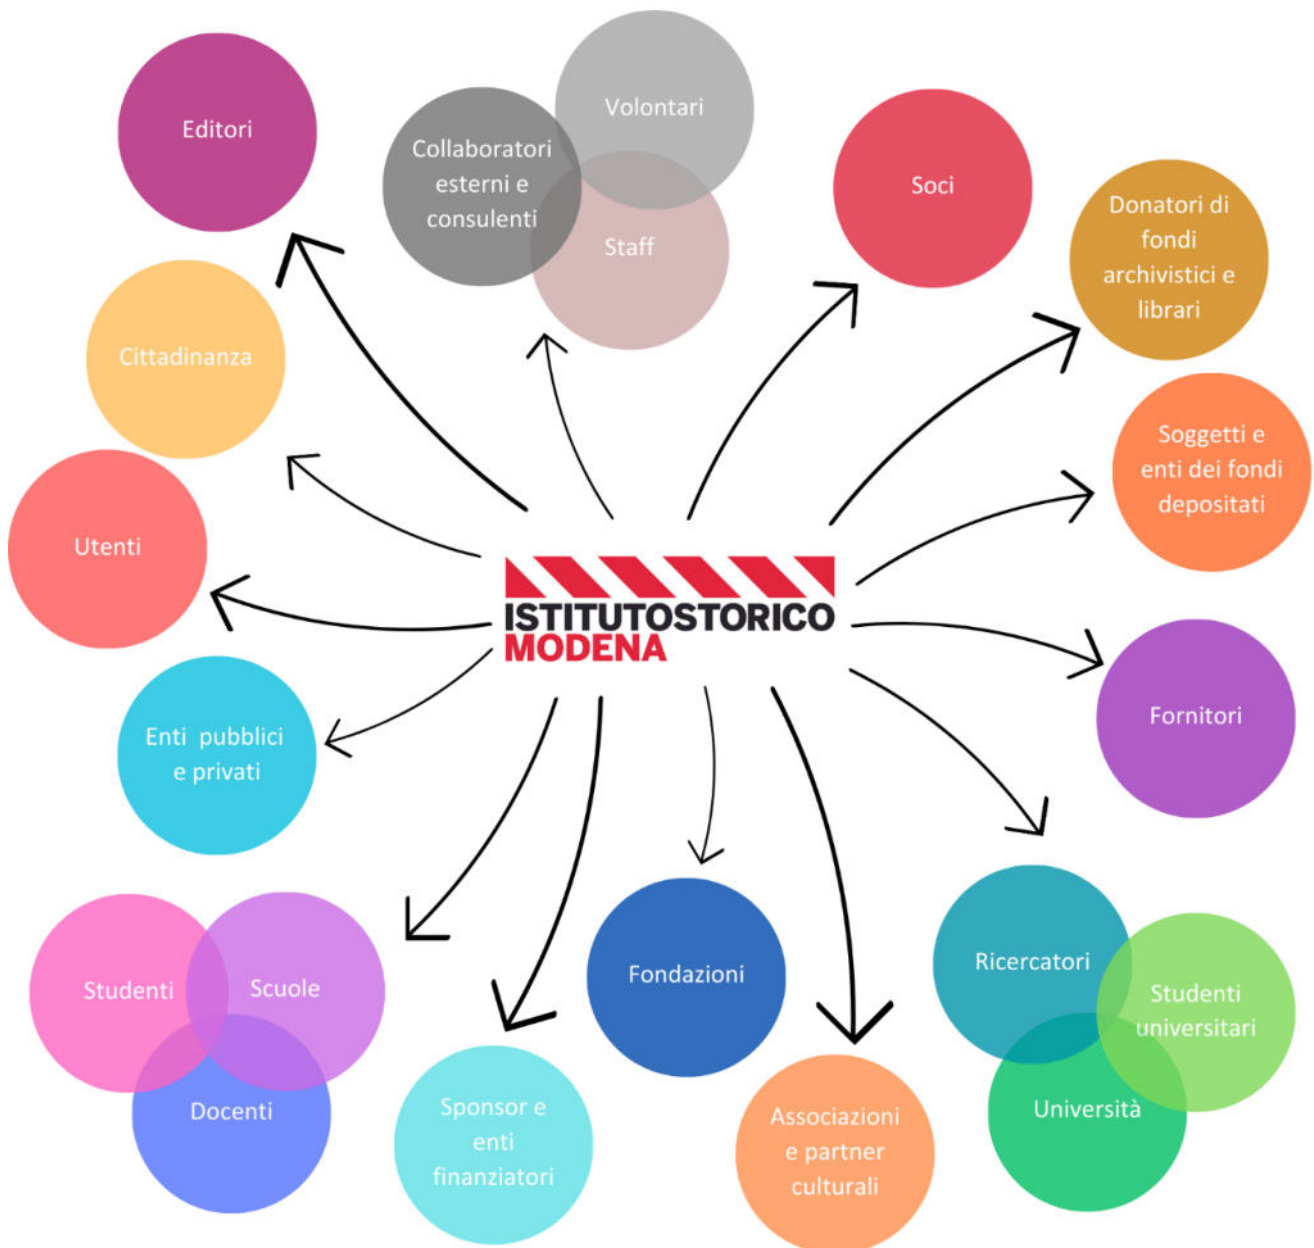 Editori
Collaboratori
esterni e
consulenti
Volontari
Staff
Soci
Donatori di
fondi
archivistici e
librari
Cittadinanza
Soggetti e
enti dei fondi
depositati
Utenti
ISTITUTOSTORICO
MODENA
Fornitori
Enti pubblici
e privati
Studenti
Scuole
Docenti
Sponsor e
enti
finanziatori
Fondazioni
Associazioni
e partner
culturali
Ricercatori
Studenti
universitari
Università